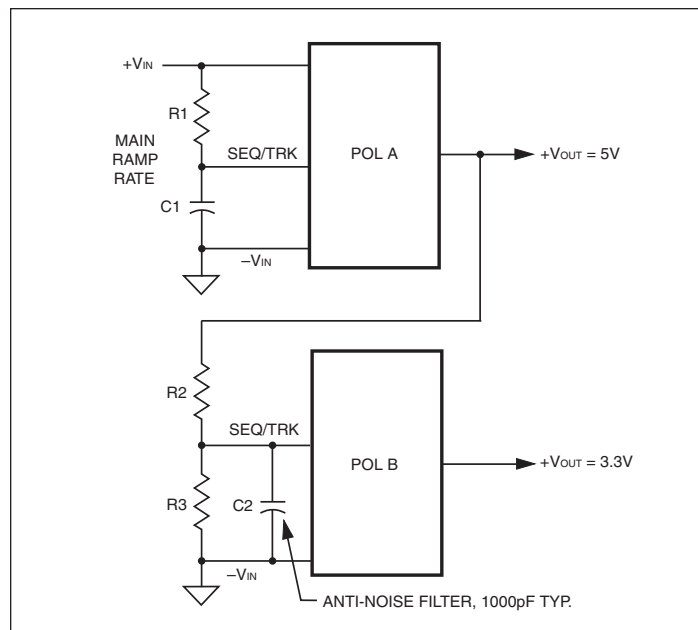 +VIN
R1
MAIN
RAMP
RATE
SEQ/TRK
POL A
+VOUT = 5V
C1
–VIN
R2
SEQ/TRK
POL B
+VOUT = 3.3V
R3
C2
–VIN
ANTI-NOISE FILTER, 1000pF TYP.